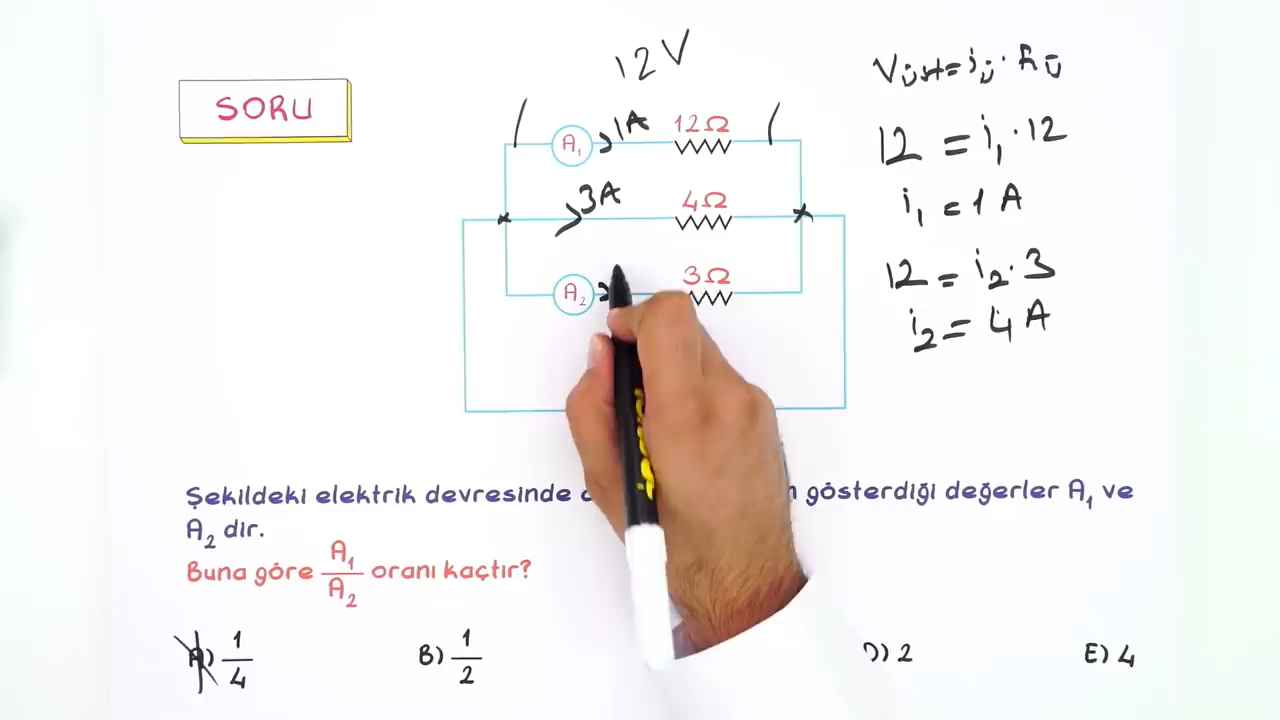 SORU
12V
A₁ 1A 12Ω
3A 4Ω
A₂ 3Ω
Vüst=iü.Rü
12 = i₁.12
i₁ = 1A
12 = i₂.3
i₂ = 4A
Şekildeki elektrik devresinde gösterdiği değerler A₁ ve
A₂ dir.
Buna göre A₁/A₂ oranı kaçtır?
A) 1/4 B) 1/2 D) 2 E) 4